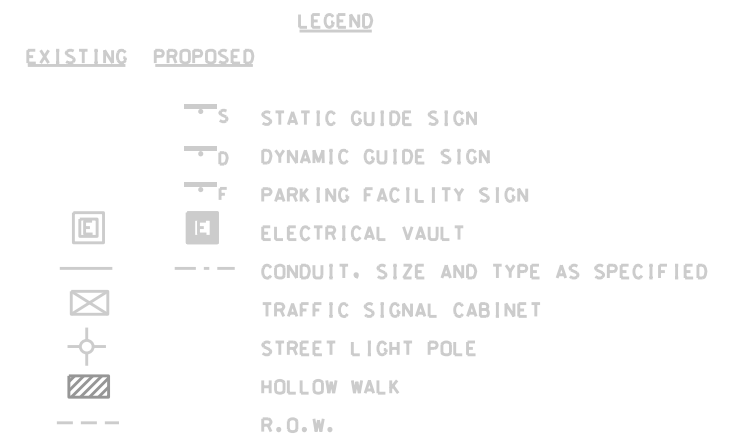 LEGEND
EXISTING PROPOSED
S STATIC GUIDE SIGN
D DYNAMIC GUIDE SIGN
F PARKING FACILITY SIGN
E E ELECTRICAL VAULT
CONDUIT. SIZE AND TYPE AS SPECIFIED
TRAFFIC SIGNAL CABINET
STREET LIGHT POLE
HOLLOW WALK
R.O.W.